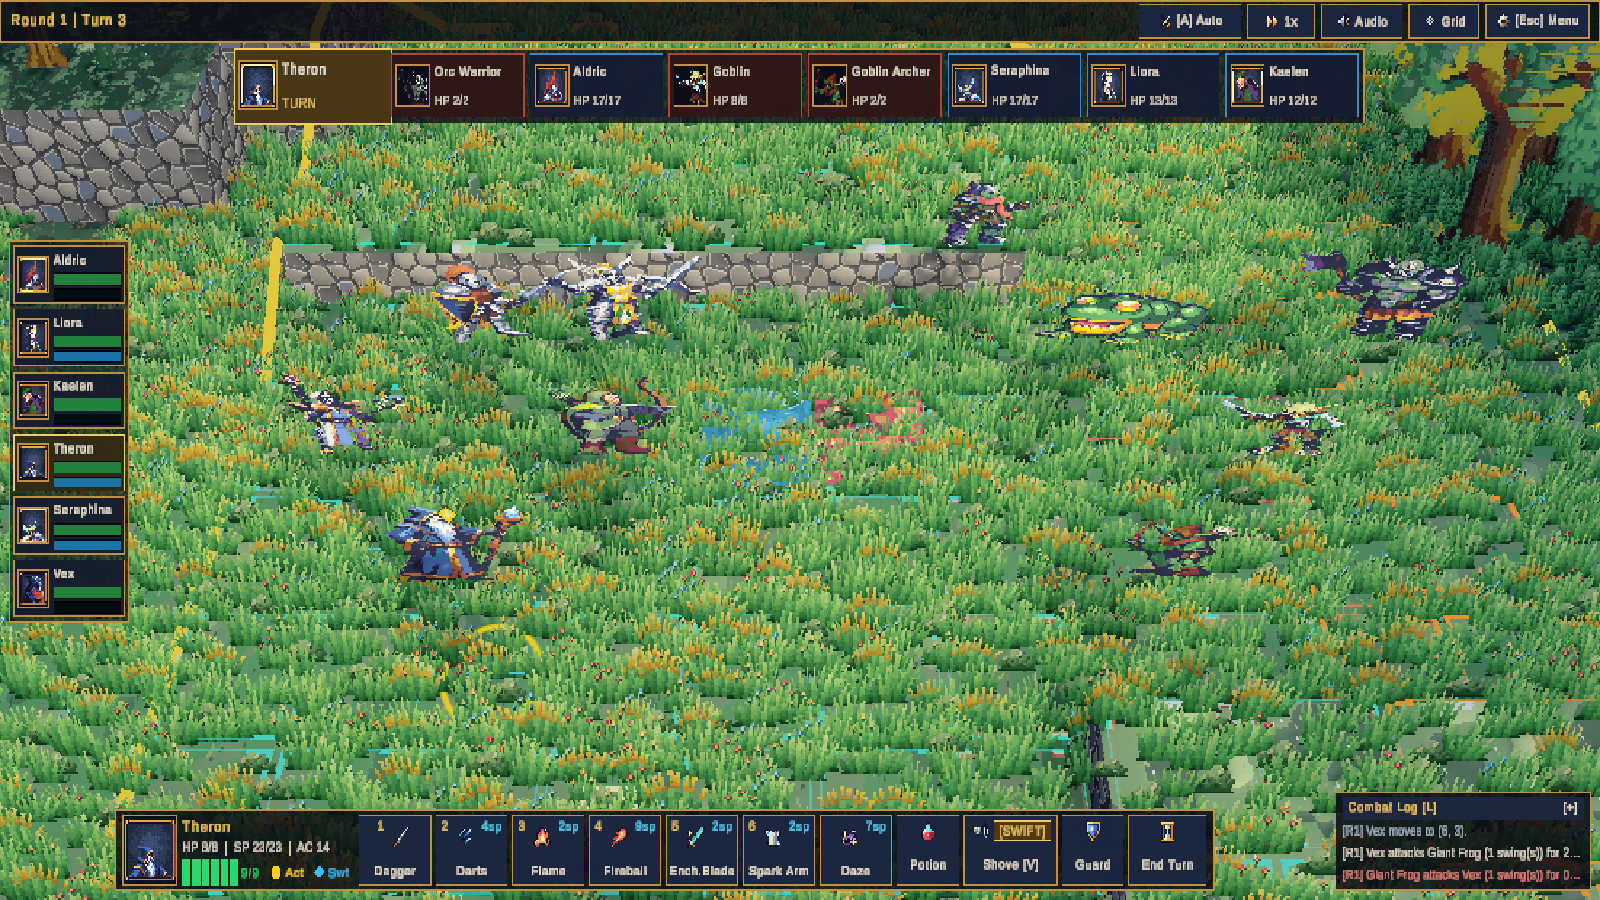 Round 1 | Turn 3
[A] Auto
1x
Audio
Grid
[Esc] Menu
Theron
TURN
Orc Warrior
HP 2/2
Aldric
HP 17/17
Goblin
HP 8/8
Goblin Archer
HP 2/2
Seraphina
HP 17/17
Liora
HP 13/13
Kaelen
HP 12/12
Aldric
Liora
Kaelen
Theron
Seraphina
Vex
Theron
HP 9/9 | SP 23/23 | AC 14
9/9 Act Swt
1
Dagger
2 4sp
Darts
3 2sp
Flame
4 9sp
Fireball
5 2sp
Ench.Blade
6 2sp
Spark Arm
7sp
Daze
Potion
[SWIFT]
Shove [V]
Guard
End Turn
Combat Log [L] [+]
[R1] Vex moves to (6, 3).
[R1] Vex attacks Giant Frog (1 swing(s)) for 2...
[R1] Giant Frog attacks Vex (1 swing(s)) for 0...